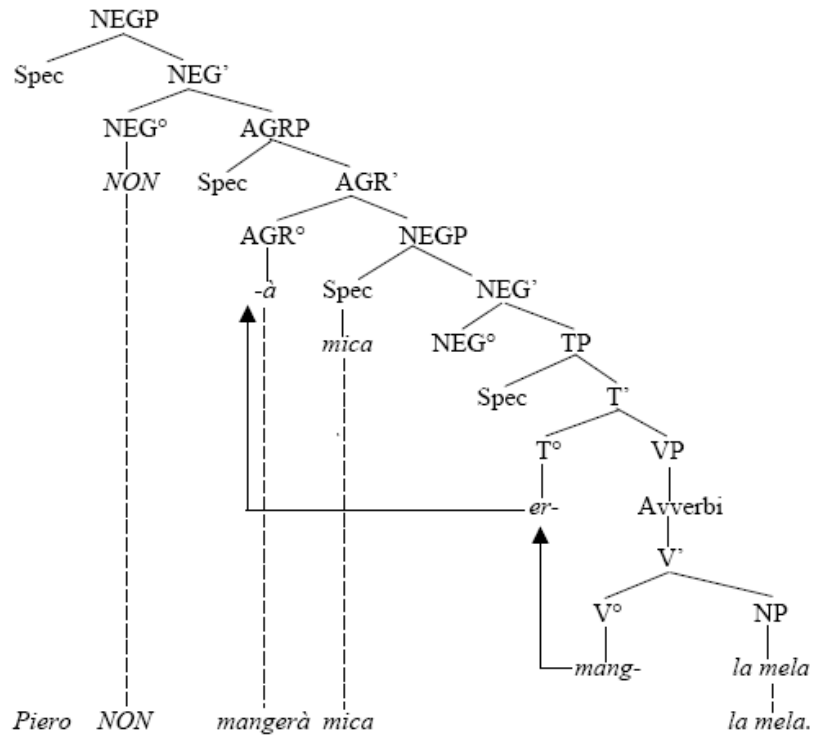 NEGP
Spec NEG’
NEG° AGRP
NON Spec AGR’
AGR° NEGP
-à Spec NEG’
mica NEG° TP
Spec T’
T° VP
er- Avverbi
V’
V° NP
mang- la mela
Piero NON mangerà mica la mela.